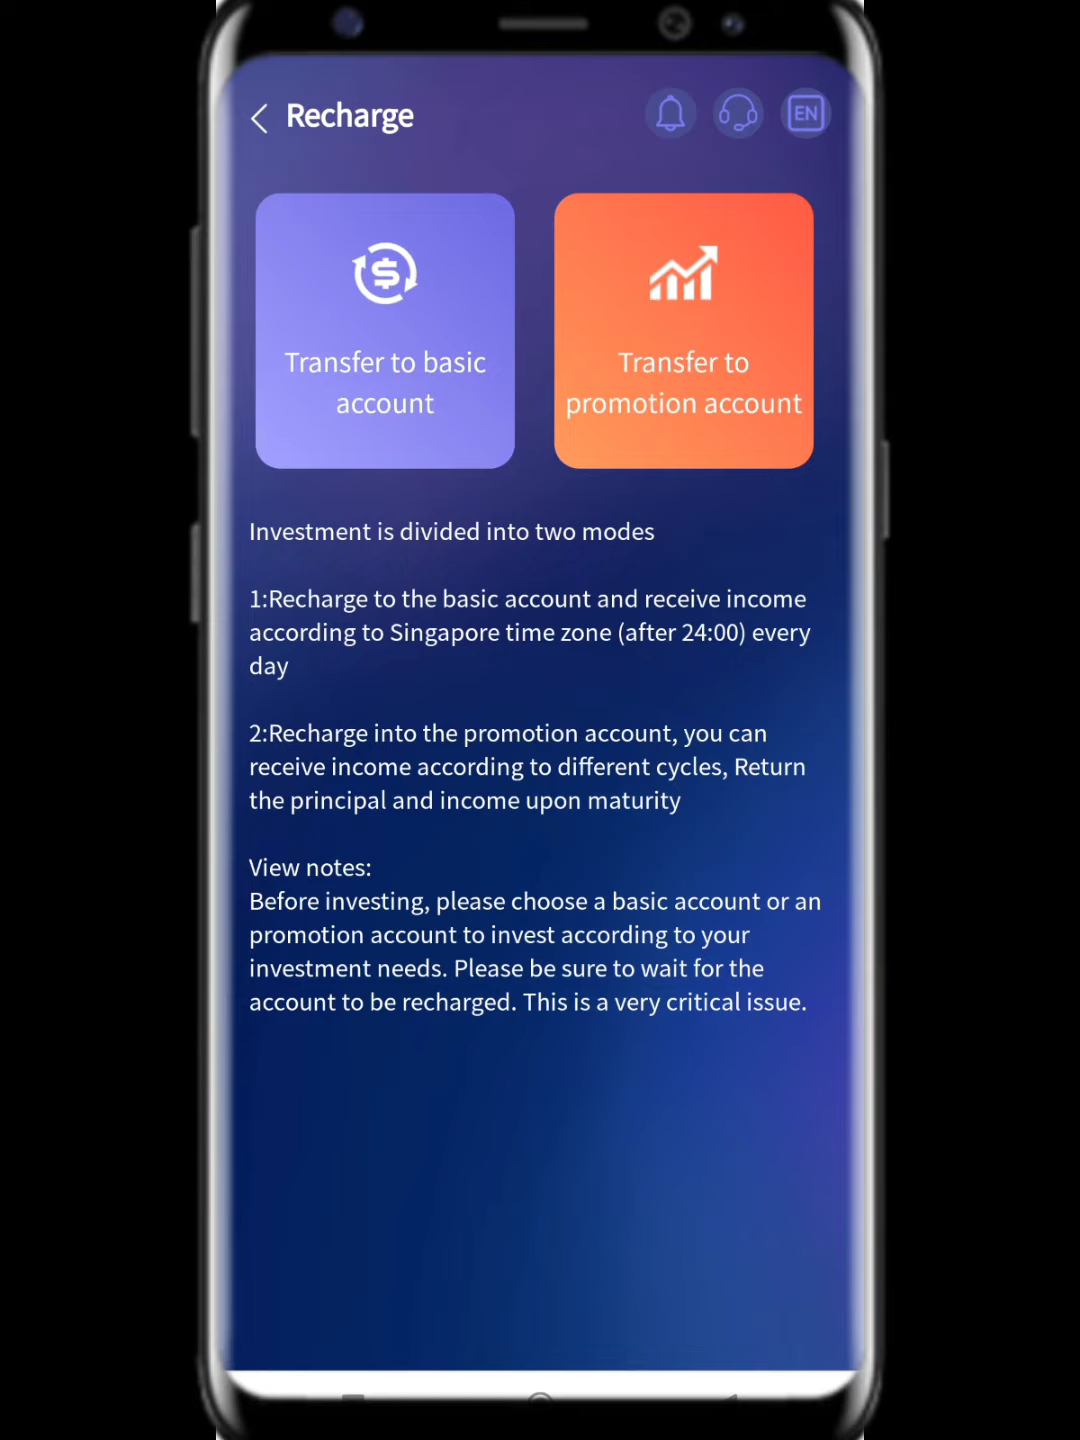 Recharge
EN
Transfer to basic
account
Transfer to
promotion account
Investment is divided into two modes
1:Recharge to the basic account and receive income
according to Singapore time zone (after 24:00) every
day
2:Recharge into the promotion account, you can
receive income according to different cycles, Return
the principal and income upon maturity
View notes:
Before investing, please choose a basic account or an
promotion account to invest according to your
investment needs. Please be sure to wait for the
account to be recharged. This is a very critical issue.